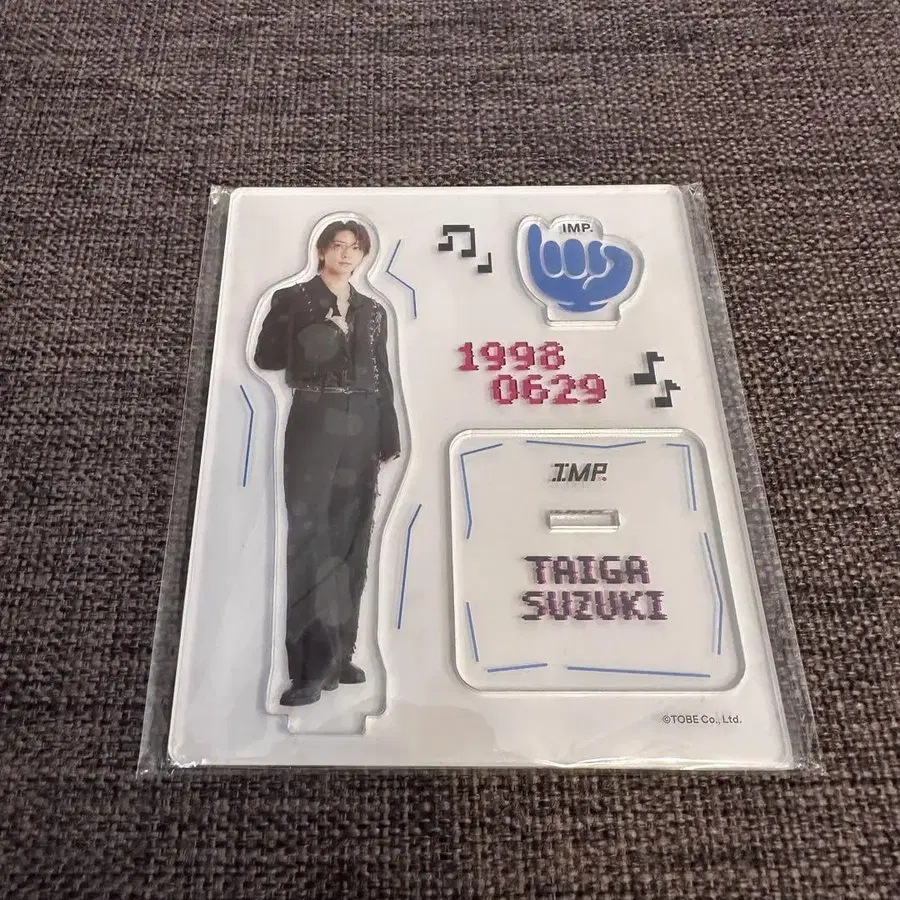 IMP.
1998
0629
IMP.
TAIGA
SUZUKI
©TOBE Co., Ltd.